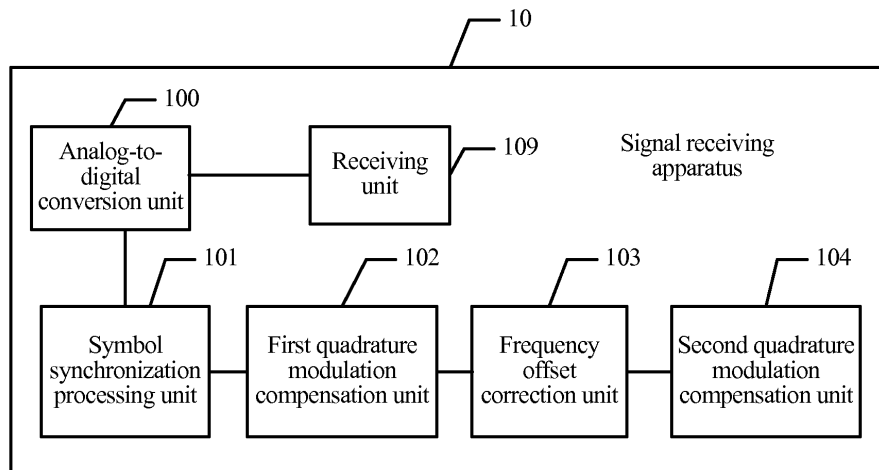 10
100
Analog-to-
digital
conversion unit
Receiving
unit
109
Signal receiving
apparatus
101
Symbol
synchronization
processing unit
102
First quadrature
modulation
compensation unit
103
Frequency
offset
correction unit
104
Second quadrature
modulation
compensation unit